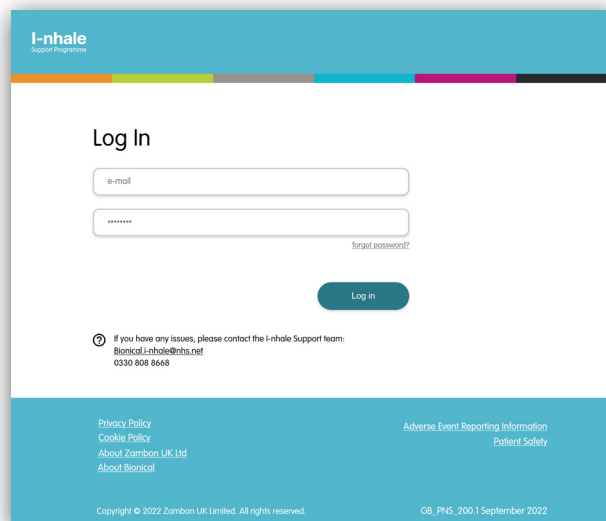 I-nhale
Support Programme
Log In
e-mail
********
forgot password?
Log in
If you have any issues, please contact the I-nhale Support team:
Bionical.i-nhale@nhs.net
0330 808 8668
Privacy Policy
Cookie Policy
About Zambon UK Ltd
About Bionical
Adverse Event Reporting Information
Patient Safety
Copyright © 2022 Zambon UK Limited. All rights reserved.
GB_PNS_200.1 September 2022